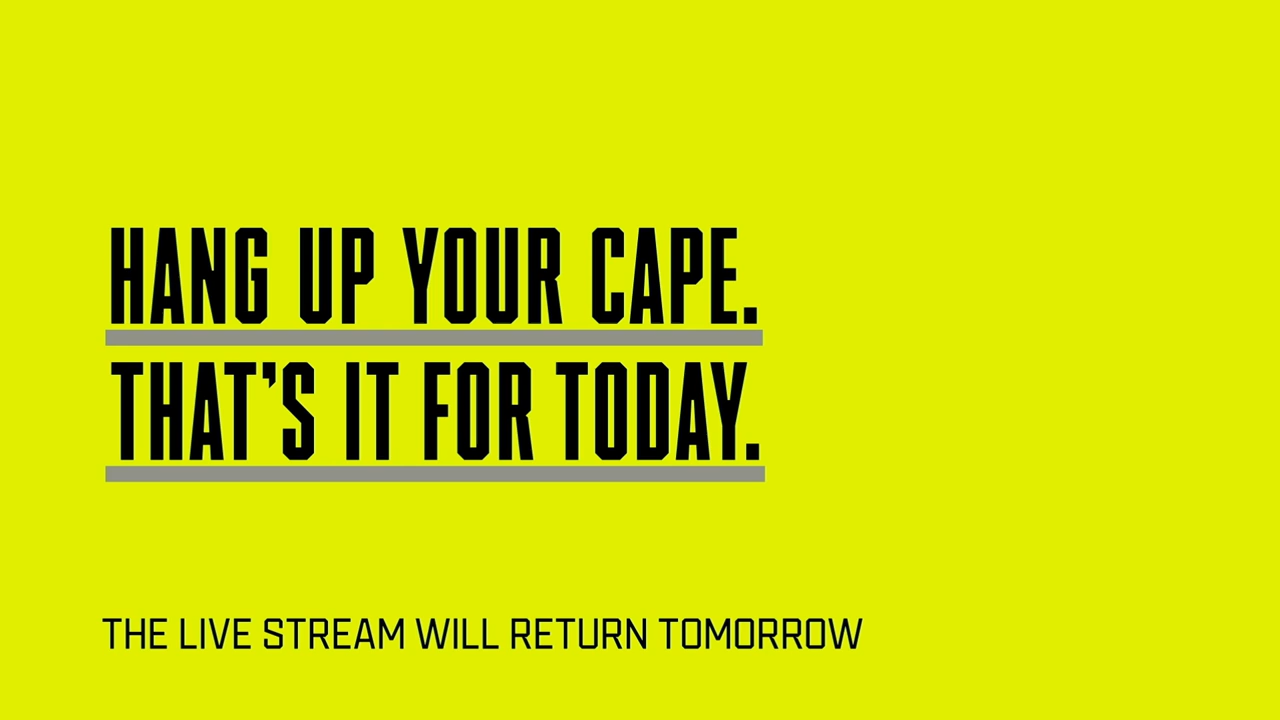 HANG UP YOUR CAPE.
THAT'S IT FOR TODAY.
THE LIVE STREAM WILL RETURN TOMORROW